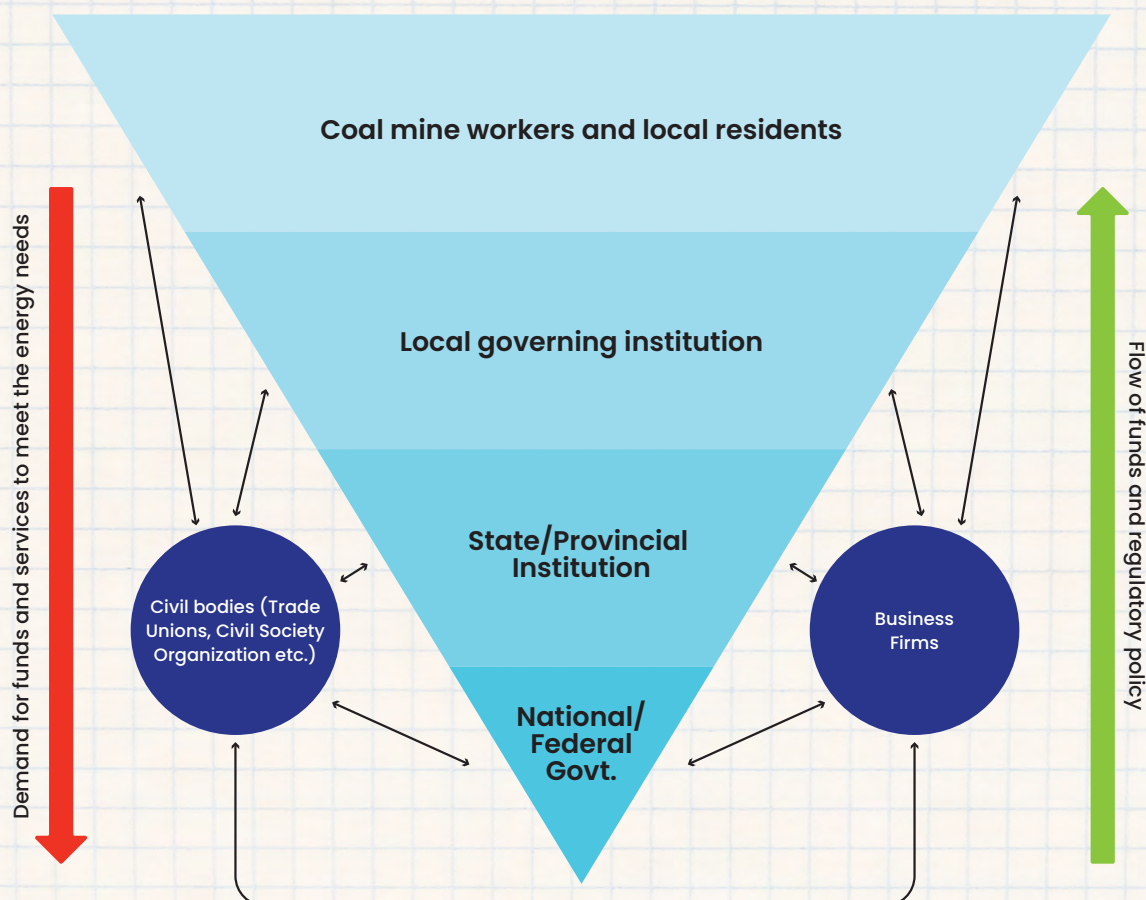 Coal mine workers and local residents
Demand for funds and services to meet the energy needs
Local governing institution
Flow of funds and regulatory policy
State/Provincial
Institution
Civil bodies (Trade
Unions, Civil Society
Organization etc.)
Business
Firms
National/
Federal
Govt.